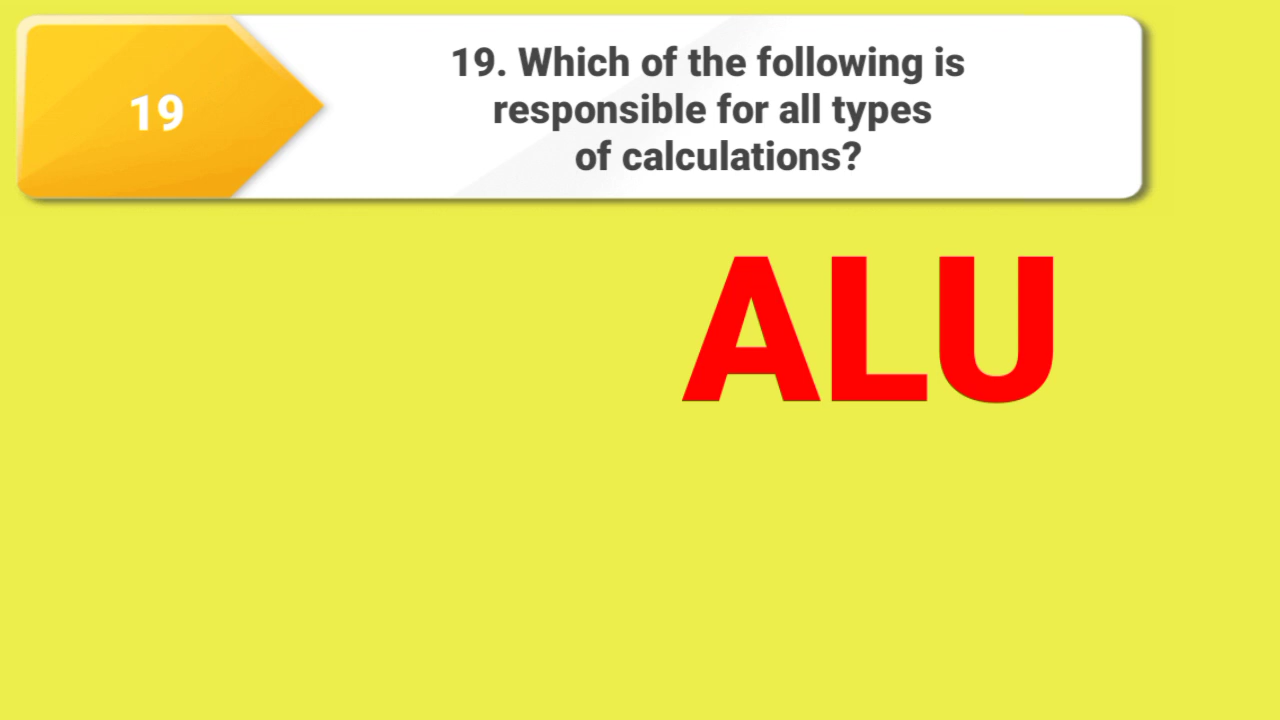 19
19. Which of the following is
responsible for all types
of calculations?
ALU